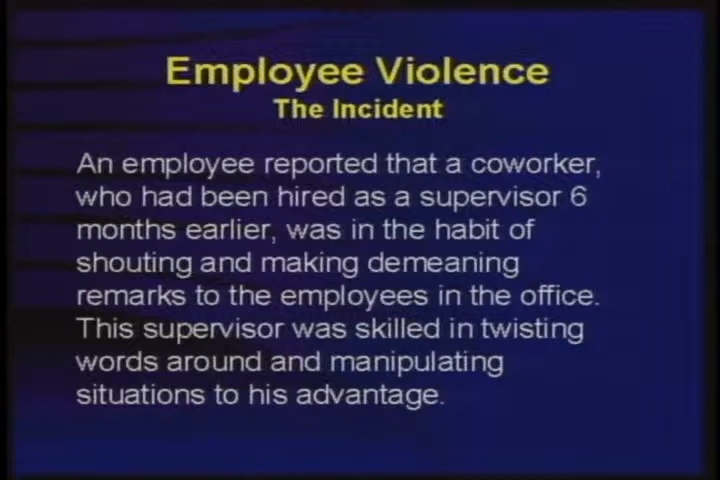 Employee Violence
The Incident
An employee reported that a coworker,
who had been hired as a supervisor 6
months earlier, was in the habit of
shouting and making demeaning
remarks to the employees in the office.
This supervisor was skilled in twisting
words around and manipulating
situations to his advantage.